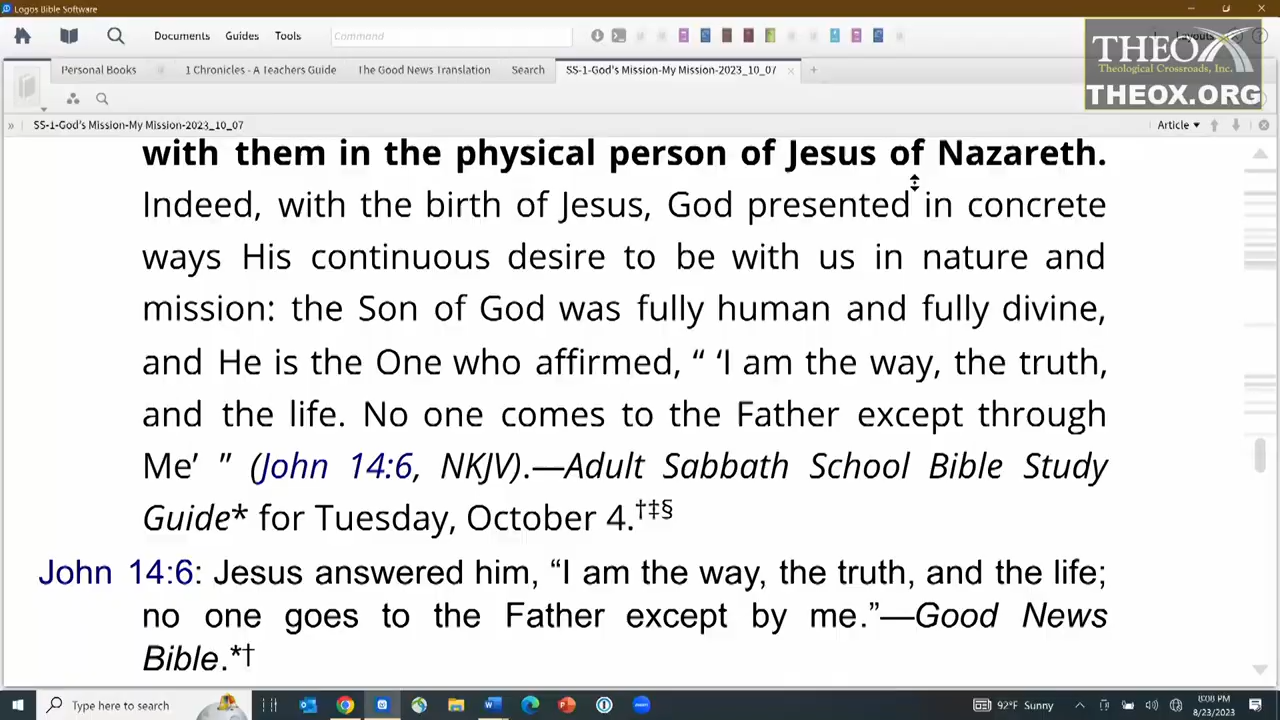 Logos Bible Software
Documents Guides Tools Command Layouts
THEOX
Theological Crossroads, Inc.
THEOX.ORG
Personal Books 1 Chronicles - A Teachers Guide The Good News Translation Search SS-1-God's Mission-My Mission-2023_10_07
SS-1-God's Mission-My Mission-2023_10_07 Article
with them in the physical person of Jesus of Nazareth.
Indeed, with the birth of Jesus, God presented in concrete
ways His continuous desire to be with us in nature and
mission: the Son of God was fully human and fully divine,
and He is the One who affirmed, “ ‘I am the way, the truth,
and the life. No one comes to the Father except through
Me’ ” (John 14:6, NKJV).—Adult Sabbath School Bible Study
Guide* for Tuesday, October 4.†‡§
John 14:6: Jesus answered him, “I am the way, the truth, and the life;
no one goes to the Father except by me.”—Good News
Bible.*†
Type here to search 92°F Sunny 8:08 PM
8/23/2023